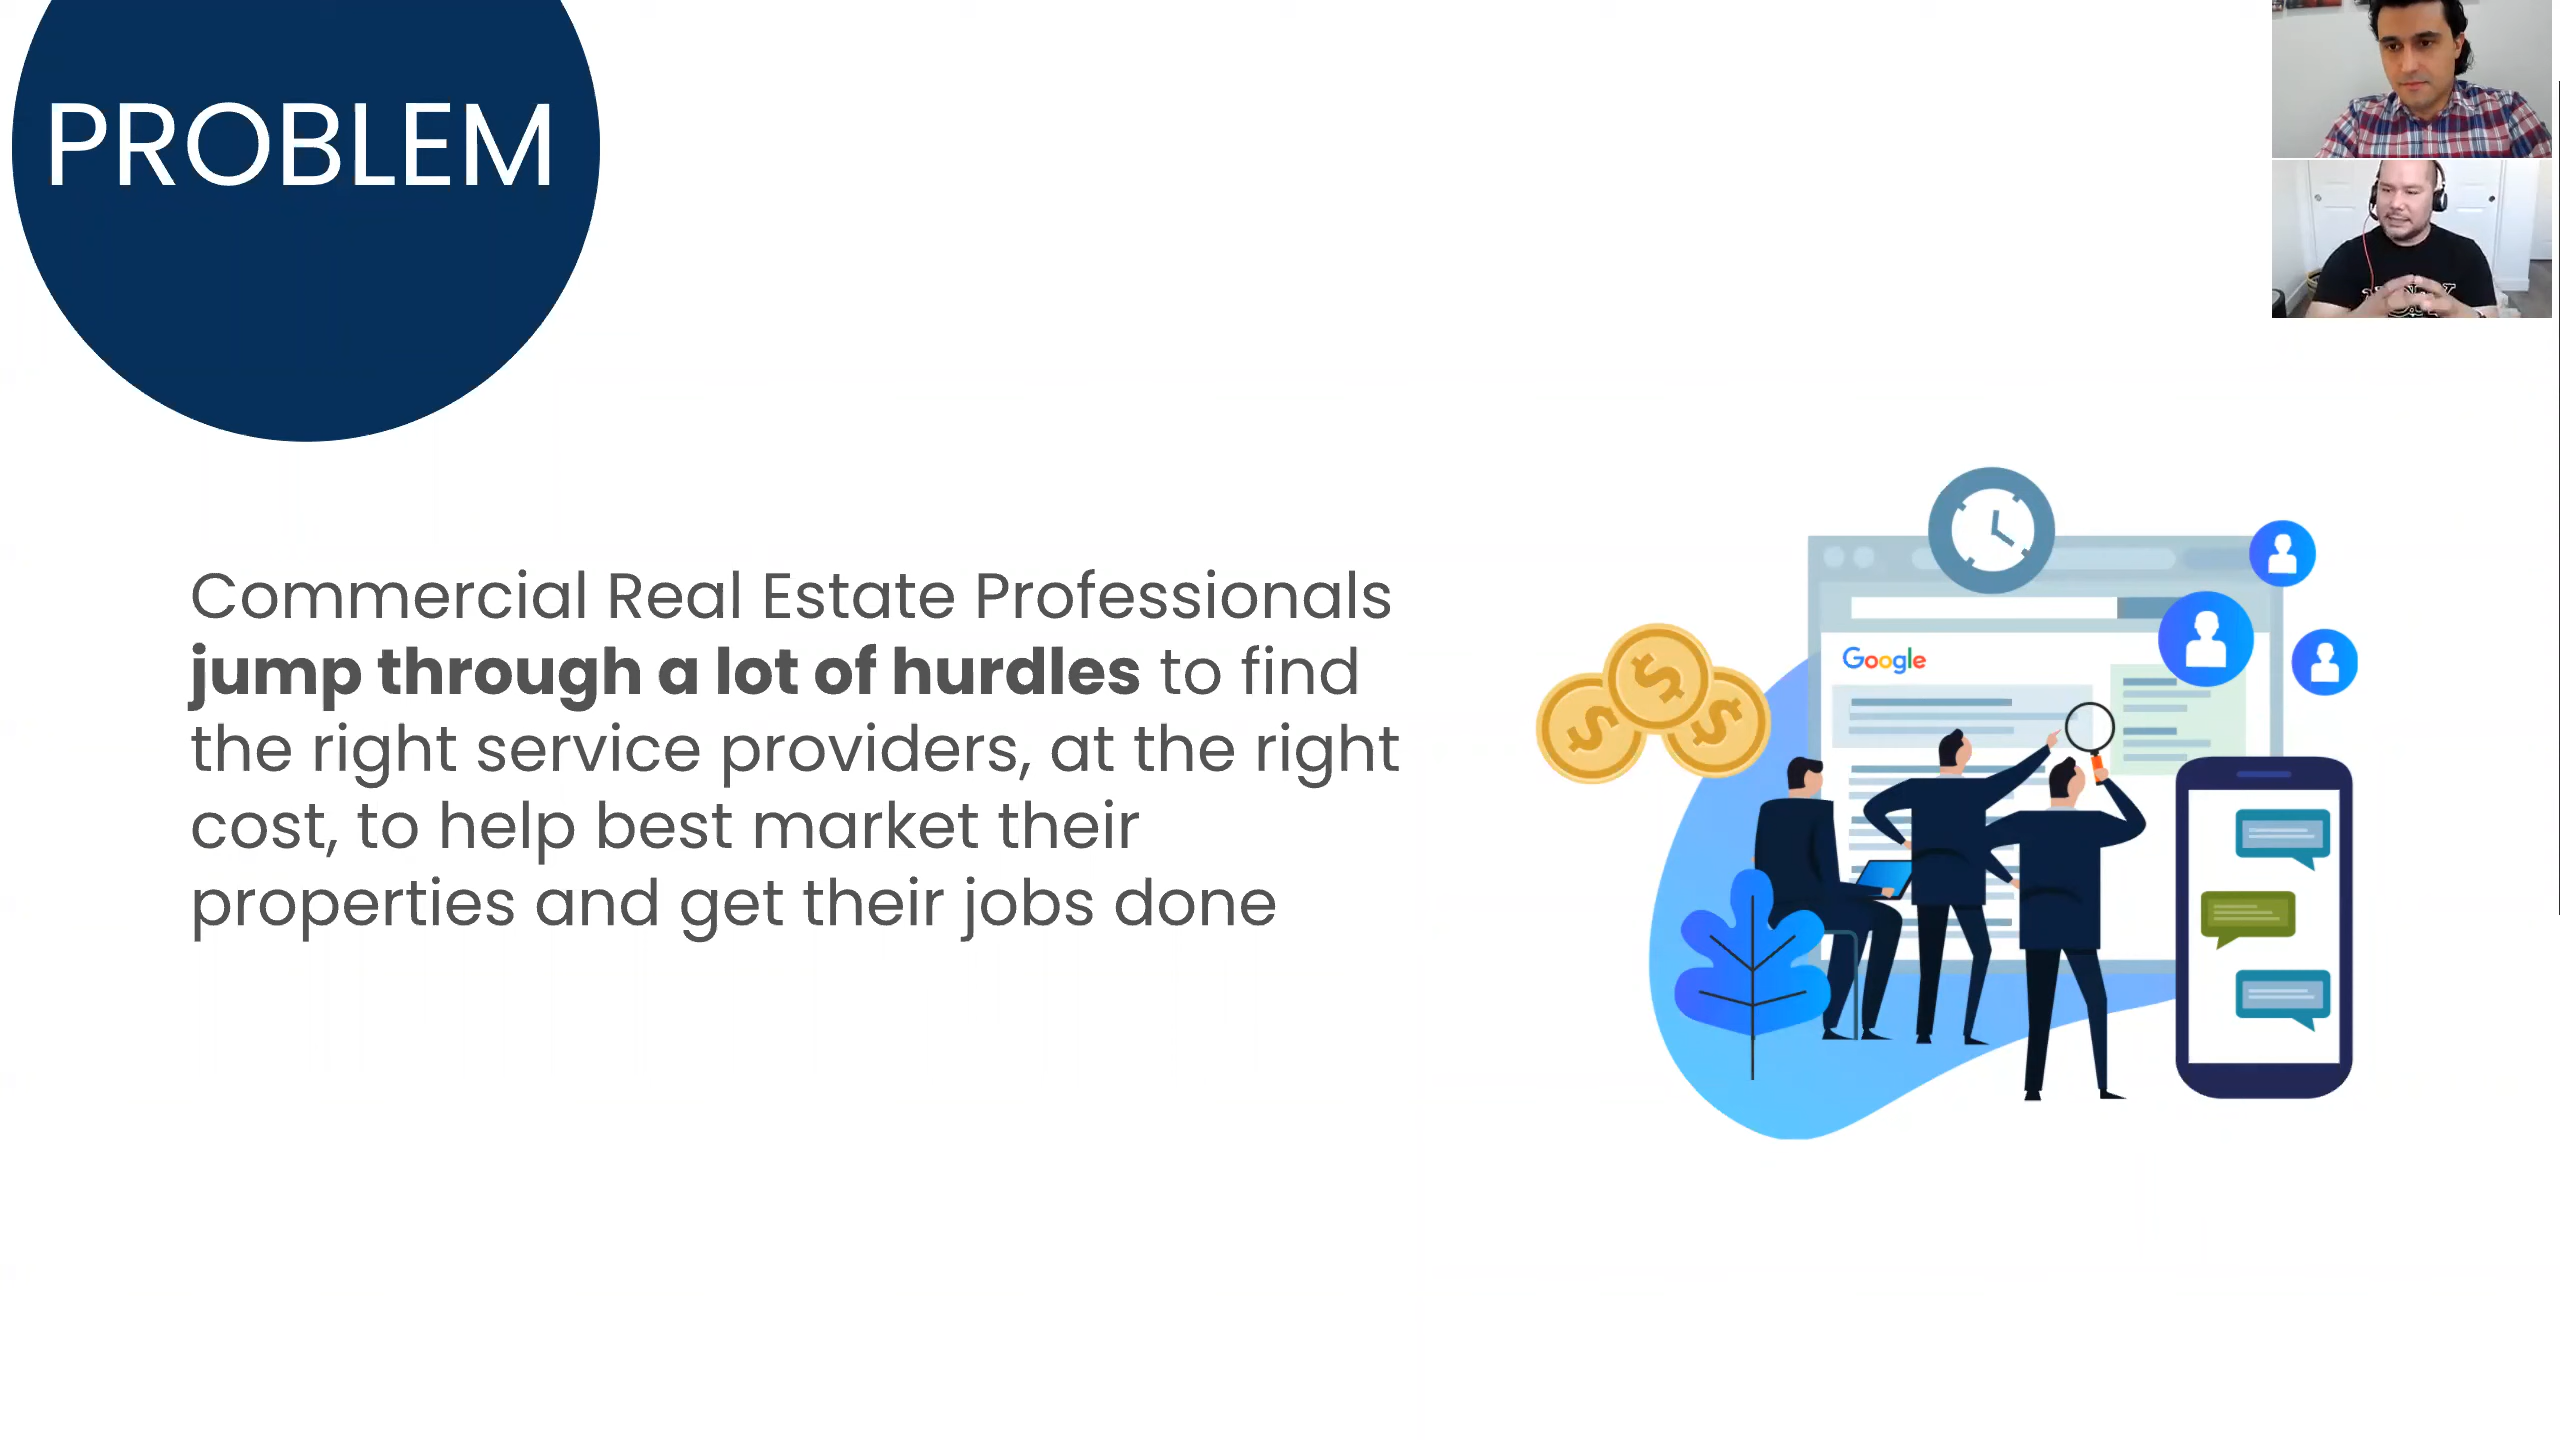 PROBLEM
Commercial Real Estate Professionals
jump through a lot of hurdles to find
the right service providers, at the right
cost, to help best market their
properties and get their jobs done
Google